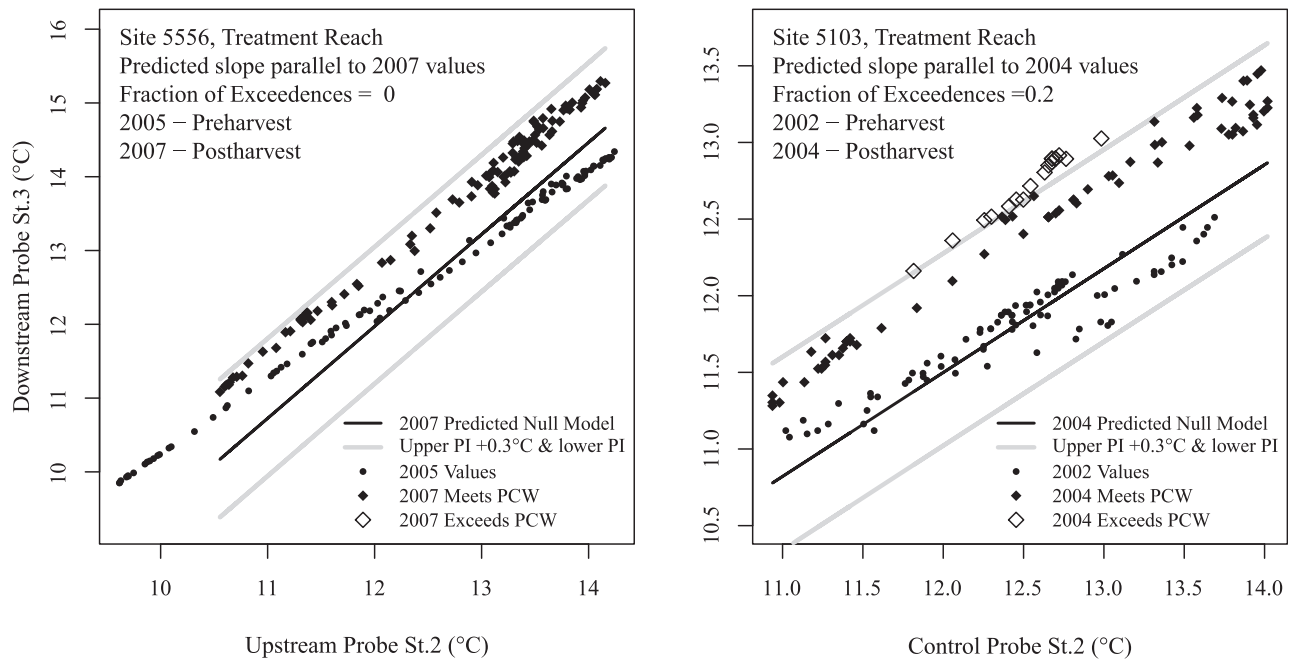 Site 5556, Treatment Reach
Predicted slope parallel to 2007 values
Fraction of Exceedences = 0
2005 − Preharvest
2007 − Postharvest
Downstream Probe St.3 (°C)
16
15
14
13
12
11
10
2007 Predicted Null Model
Upper PI +0.3°C & lower PI
2005 Values
2007 Meets PCW
2007 Exceeds PCW
10 11 12 13 14
Upstream Probe St.2 (°C)
Site 5103, Treatment Reach
Predicted slope parallel to 2004 values
Fraction of Exceedences =0.2
2002 − Preharvest
2004 − Postharvest
13.5
13.0
12.5
12.0
11.5
11.0
10.5
2004 Predicted Null Model
Upper PI +0.3°C & lower PI
2002 Values
2004 Meets PCW
2004 Exceeds PCW
11.0 11.5 12.0 12.5 13.0 13.5 14.0
Control Probe St.2 (°C)